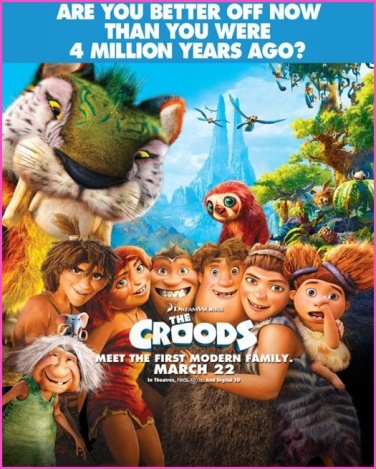 ARE YOU BETTER OFF NOW
THAN YOU WERE
4 MILLION YEARS AGO?
DREAMWORKS
THE
CROODS
MEET THE FIRST MODERN FAMILY.
MARCH 22
In Theatres, REAL D 3D And Digital 3D